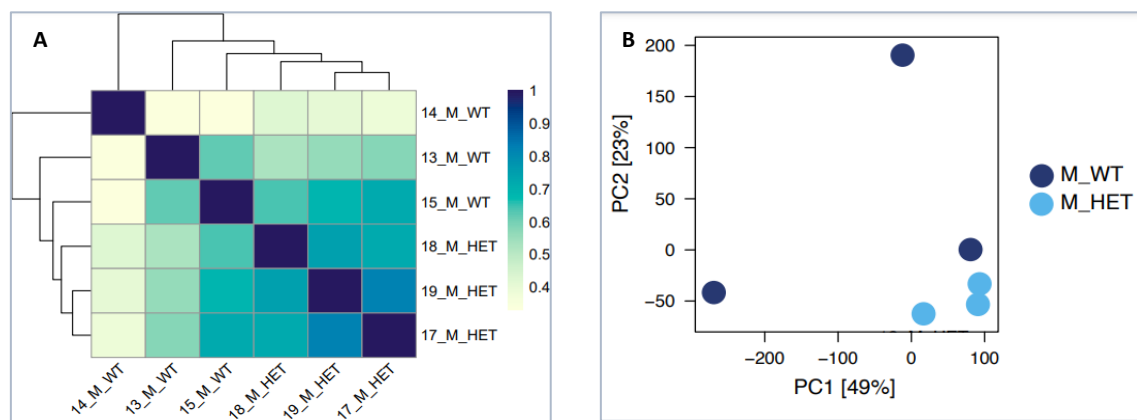 A
1
0.9
0.8
0.7
0.6
0.5
0.4
14_M_WT
13_M_WT
15_M_WT
18_M_HET
19_M_HET
17_M_HET
14_M_WT
13_M_WT
15_M_WT
18_M_HET
19_M_HET
17_M_HET
B
PC2 [23%]
200
150
100
50
0
−50
−200
−100
0
100
PC1 [49%]
M_WT
M_HET